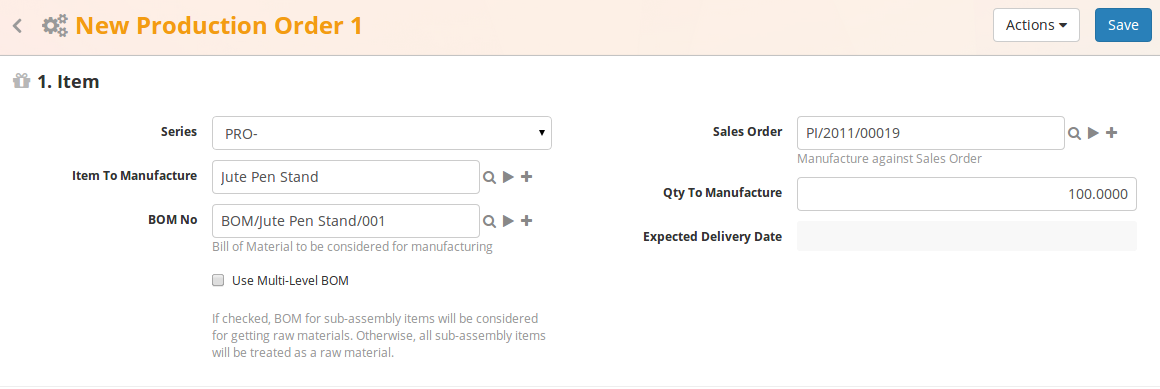 New Production Order 1
Actions
Save
1. Item
Series
PRO-
Item To Manufacture
Jute Pen Stand
BOM No
BOM/Jute Pen Stand/001
Bill of Material to be considered for manufacturing
Use Multi-Level BOM
If checked, BOM for sub-assembly items will be considered
for getting raw materials. Otherwise, all sub-assembly items
will be treated as a raw material.
Sales Order
PI/2011/00019
Manufacture against Sales Order
Qty To Manufacture
100.0000
Expected Delivery Date